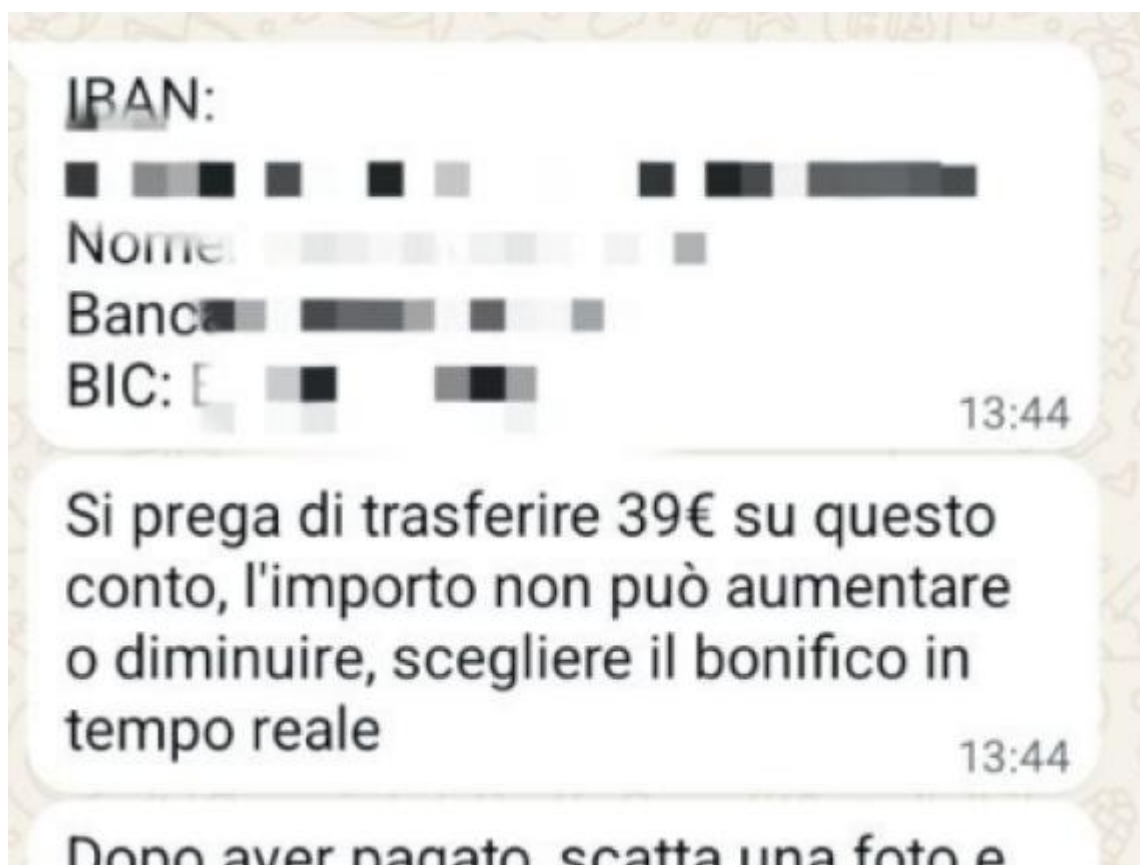 IBAN:
Nome
Banca
BIC:
13:44
Si prega di trasferire 39€ su questo
conto, l'importo non può aumentare
o diminuire, scegliere il bonifico in
tempo reale
13:44
Dopo aver pagato, scatta una foto e